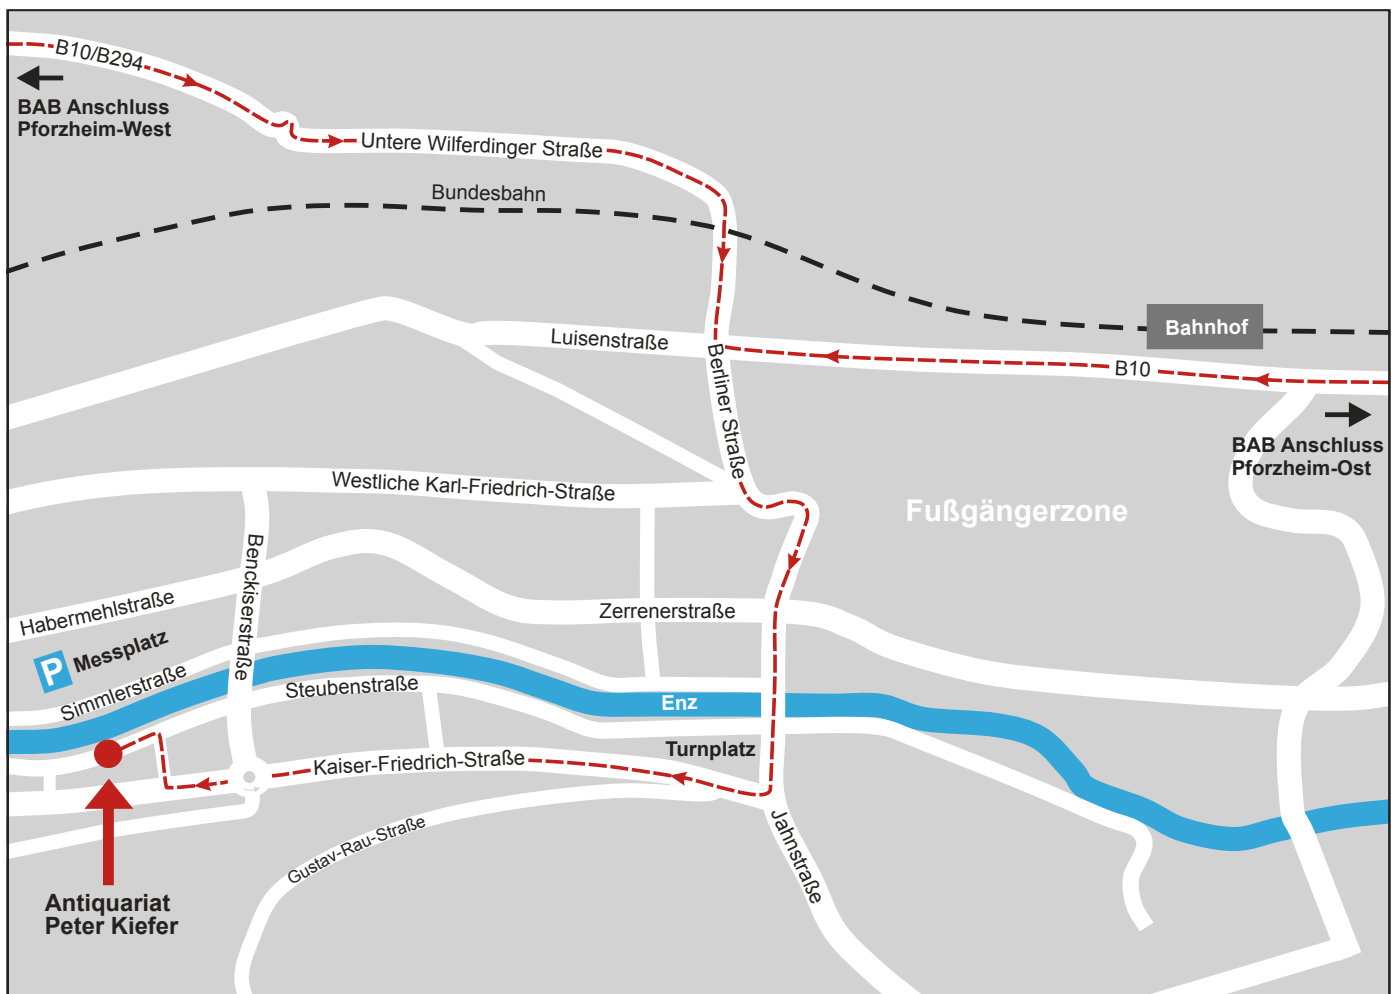 B10/B294
BAB Anschluss
Pforzheim-West
Untere Wilferdinger Straße
Bundesbahn
Bahnhof
Luisenstraße
B10
Berliner Straße
BAB Anschluss
Pforzheim-Ost
Westliche Karl-Friedrich-Straße
Fußgängerzone
Benckiserstraße
Habermehlstraße
Zerrenerstraße
P Messplatz
Simmlerstraße
Steubenstraße
Enz
Turnplatz
Kaiser-Friedrich-Straße
Gustav-Rau-Straße
Jahnstraße
Antiquariat
Peter Kiefer